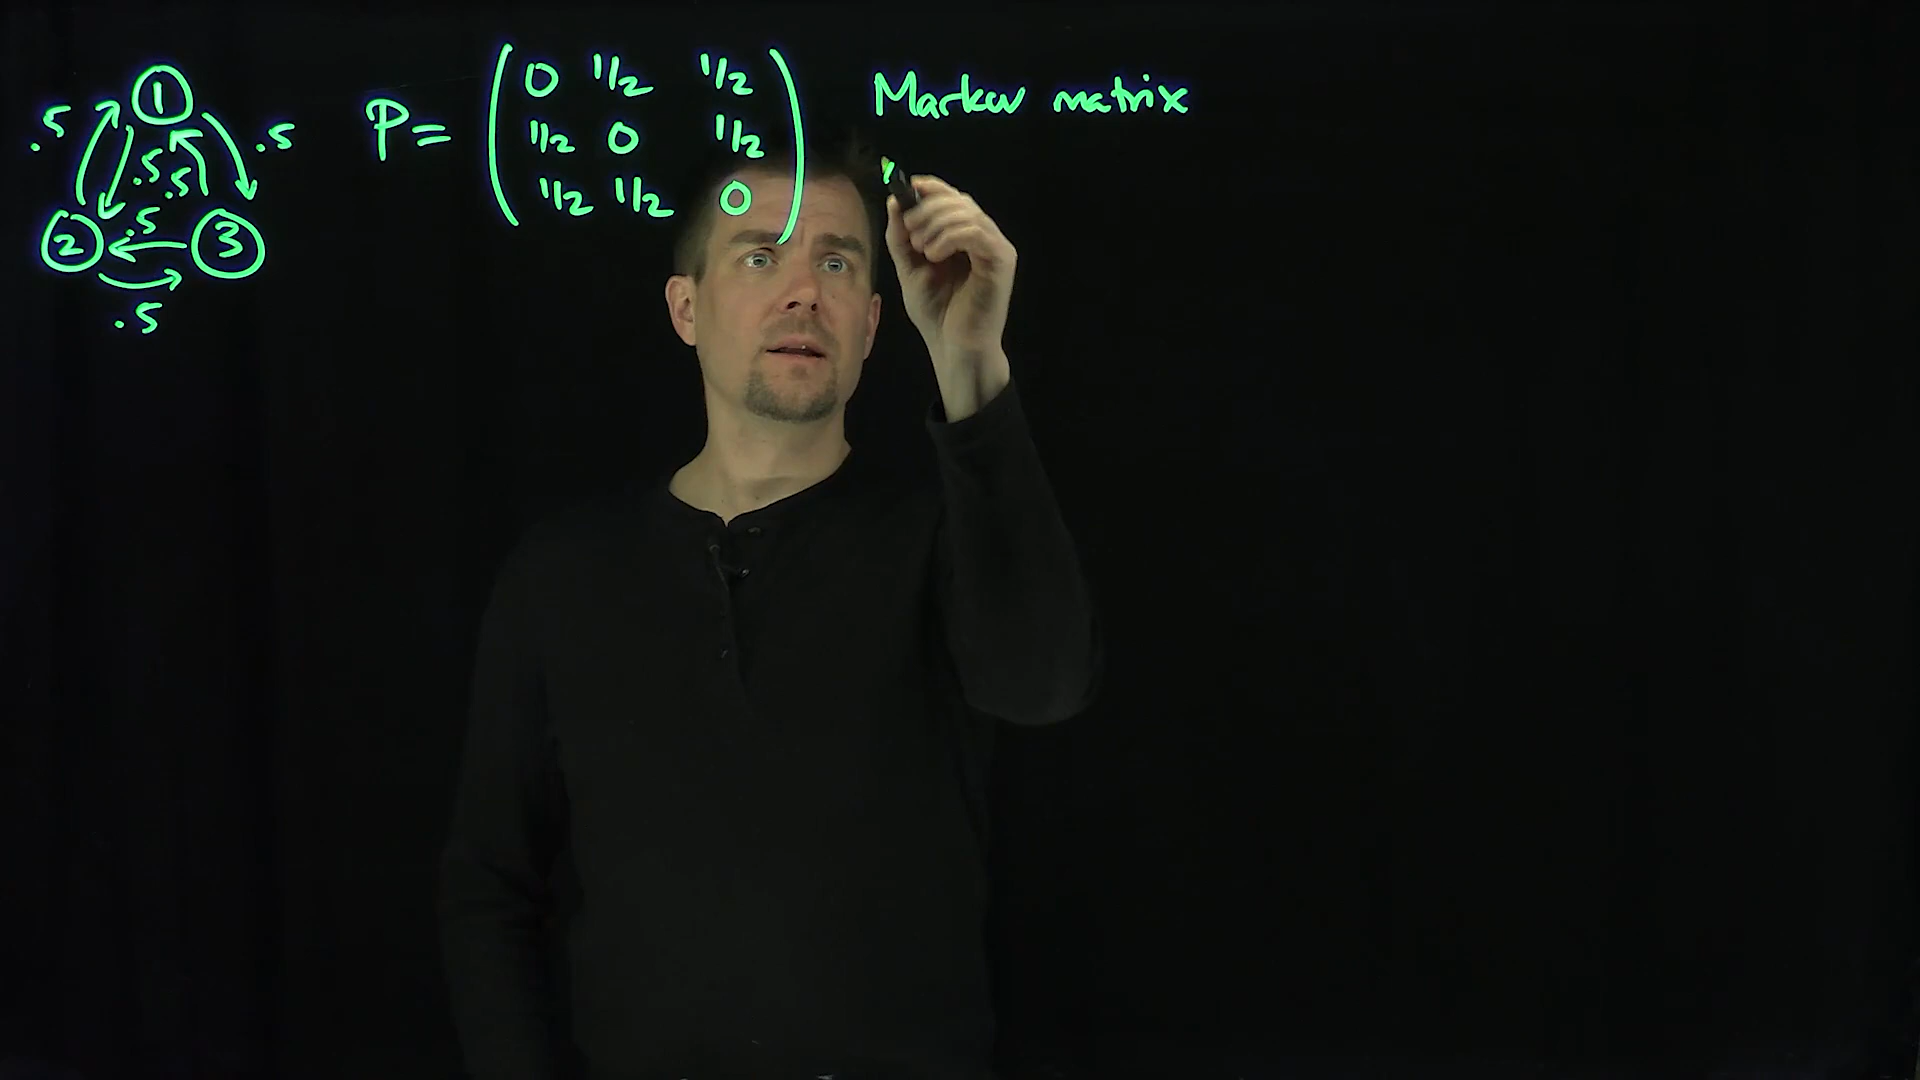 1
.5
.5
.5
.5
.5
.5
2
3
P = ( 0 1/2 1/2
1/2 0 1/2
1/2 1/2 0 )
Markov matrix